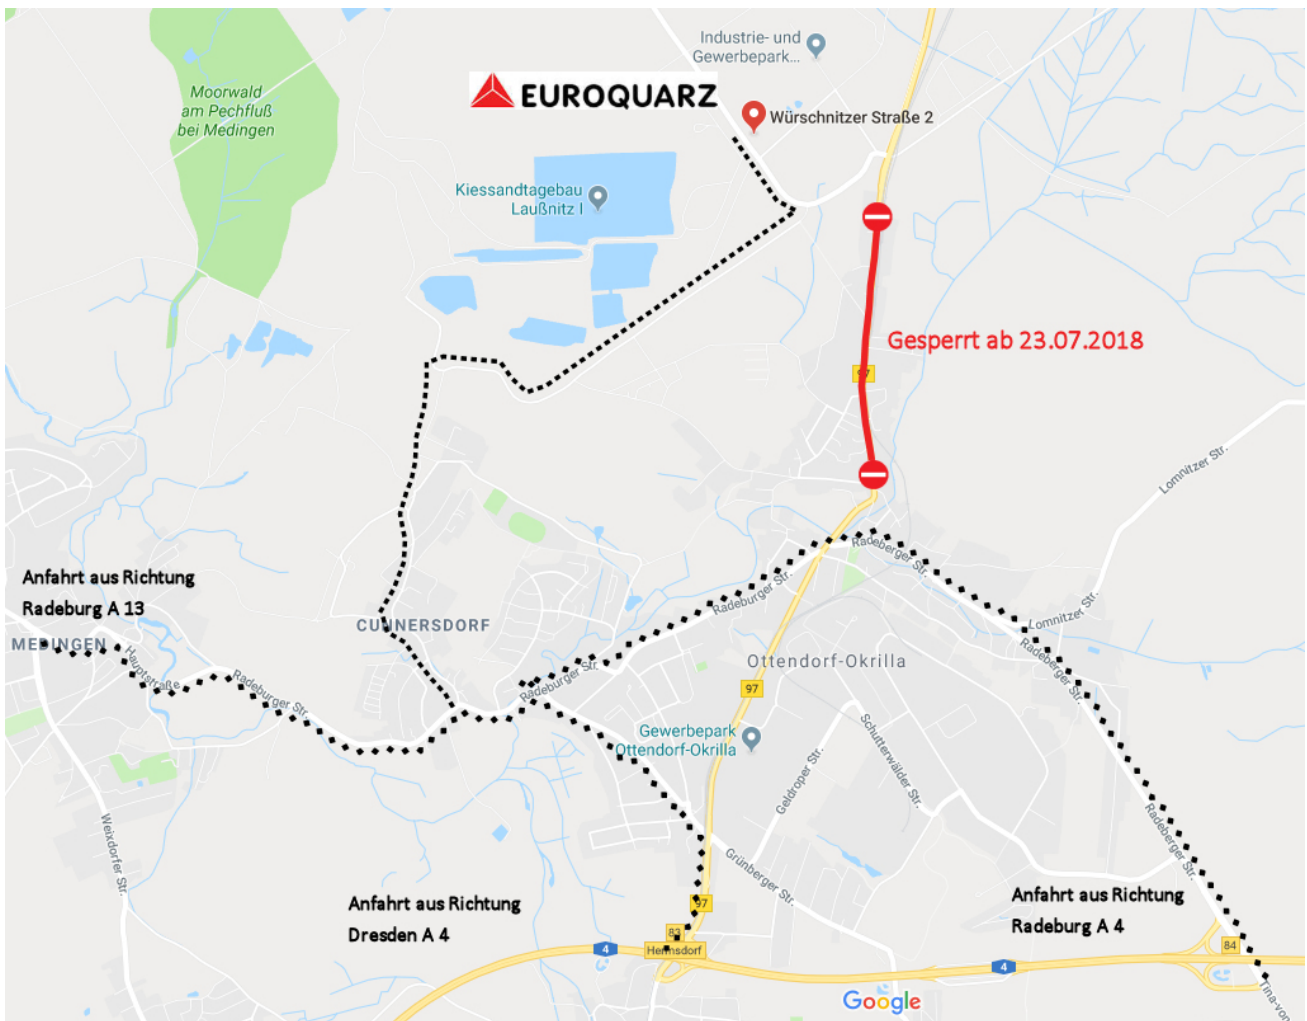 Industrie- und
Gewerbepark...
Moorwald
am Pechfluß
bei Medingen
EUROQUARZ
Würschnitzer Straße 2
Kiessandtagebau
Laußnitz I
Gesperrt ab 23.07.2018
97
Lomnitzer Str.
Radeberger Str.
Anfahrt aus Richtung
Radeburg A 13
Radeburger Str.
Lomnitzer Str.
CUNNERSDORF
MEDINGEN
Hauptstraße
Radeburger Str.
Radeburger Str.
Ottendorf-Okrilla
Radeberger Str.
97
Gewerbepark
Ottendorf-Okrilla
Schutterwälder Str.
Geldroper Str.
Weixdorfer Str.
Radeberger Str.
Grünberger Str.
Anfahrt aus Richtung
Dresden A 4
97
Anfahrt aus Richtung
Radeburg A 4
83
Hermsdorf
4
84
4
Google
Tina-von